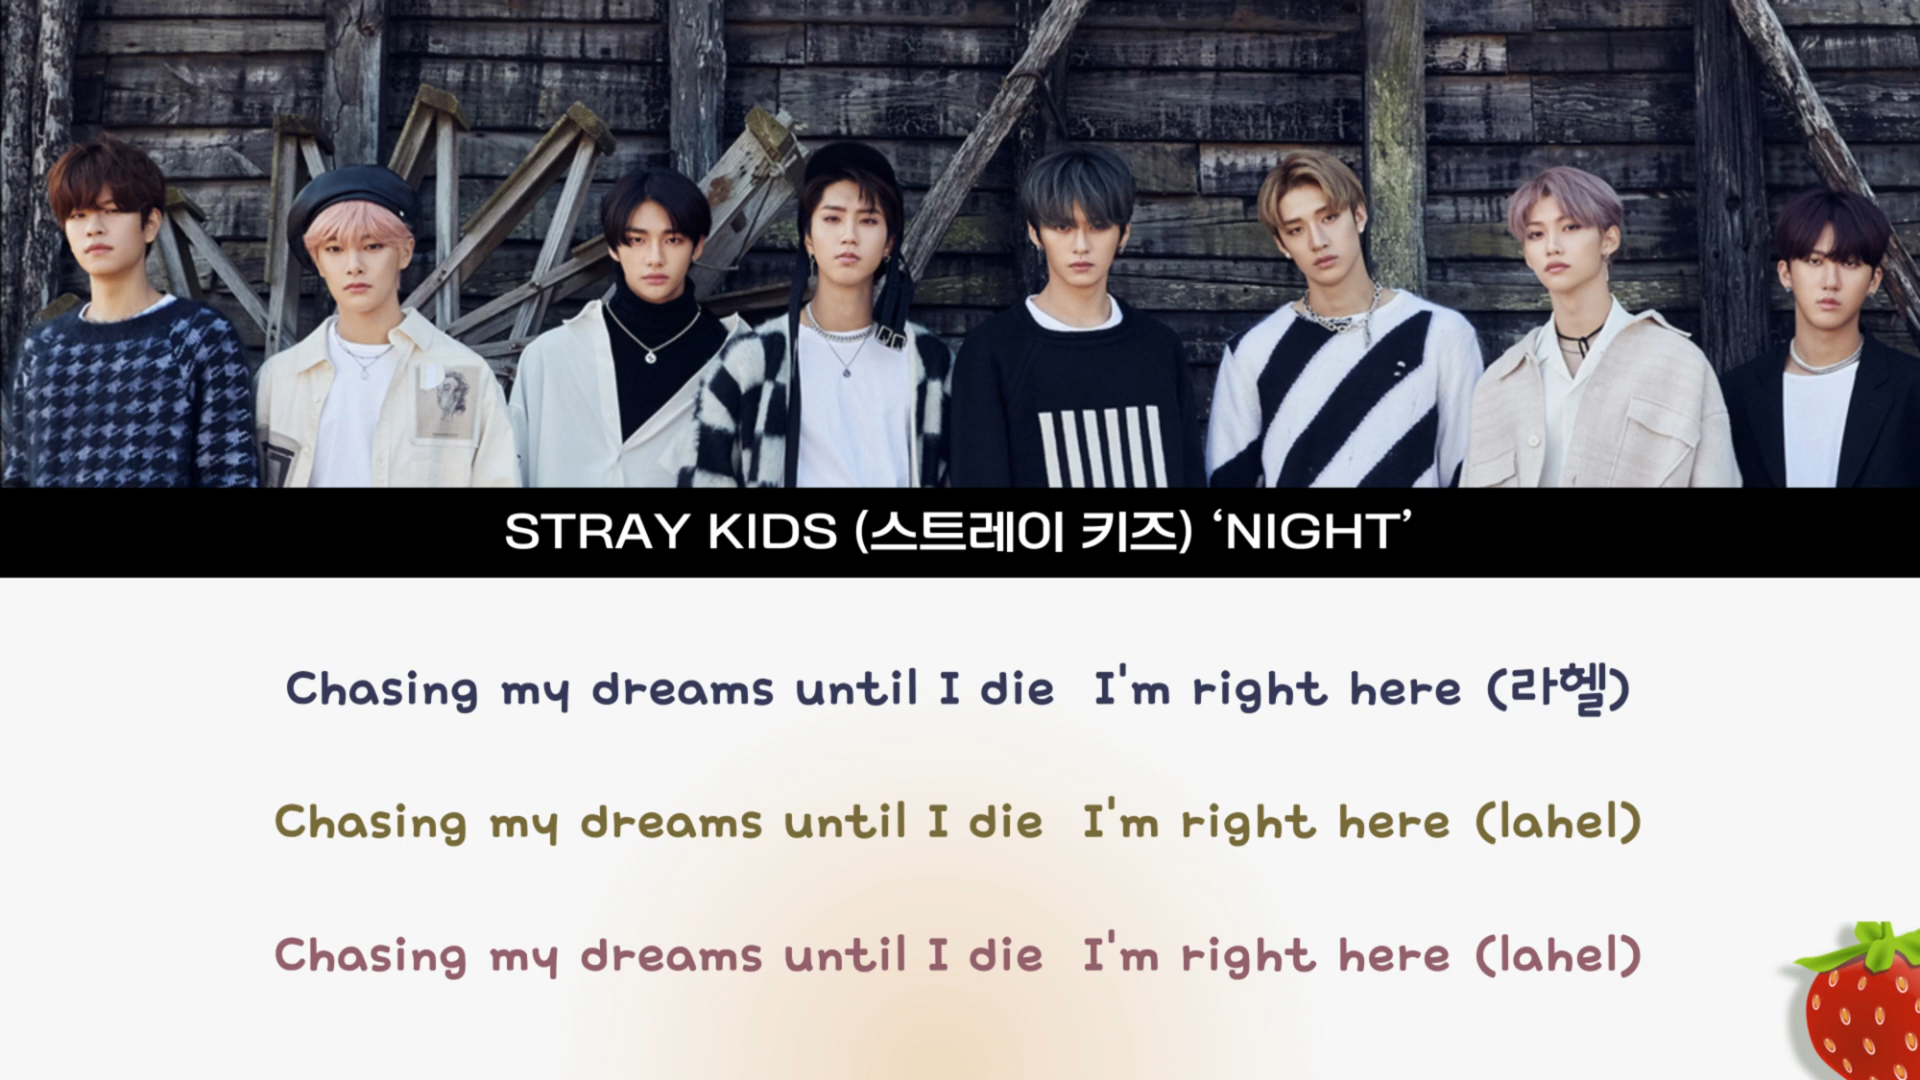 STRAY KIDS (스트레이 키즈) ‘NIGHT’
Chasing my dreams until I die  I'm right here (라헬)
Chasing my dreams until I die  I'm right here (lahel)
Chasing my dreams until I die  I'm right here (lahel)